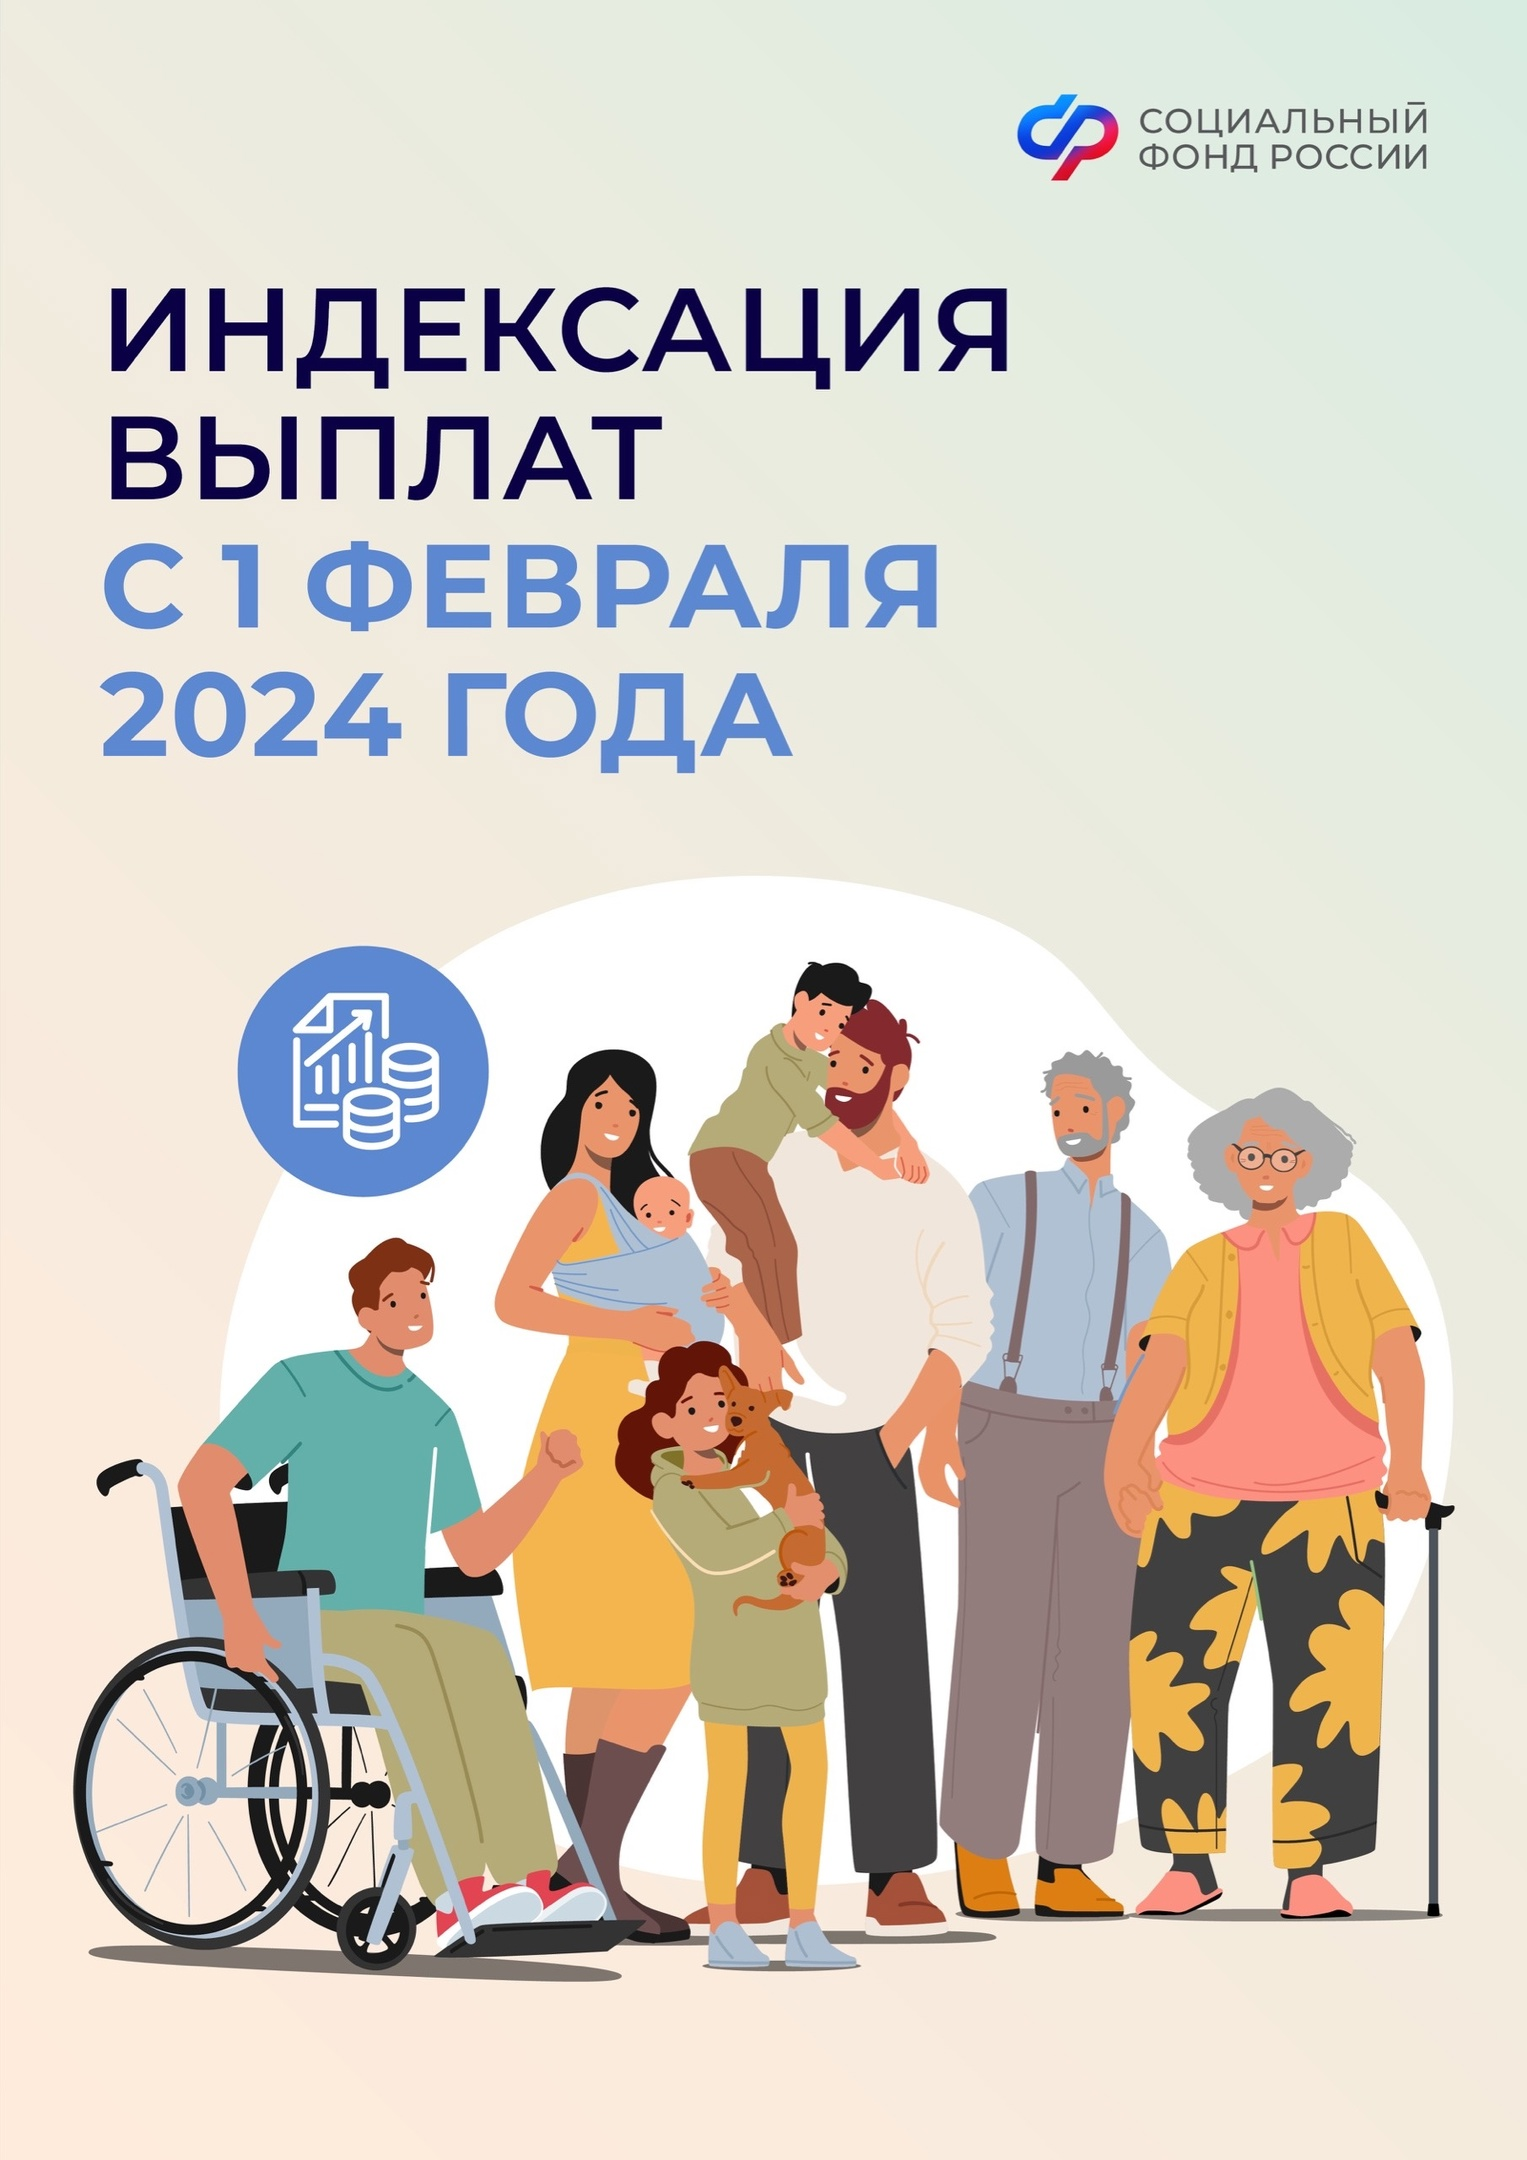 СОЦИАЛЬНЫЙ
ФОНД РОССИИ
ИНДЕКСАЦИЯ
ВЫПЛАТ
С 1 ФЕВРАЛЯ
2024 ГОДА